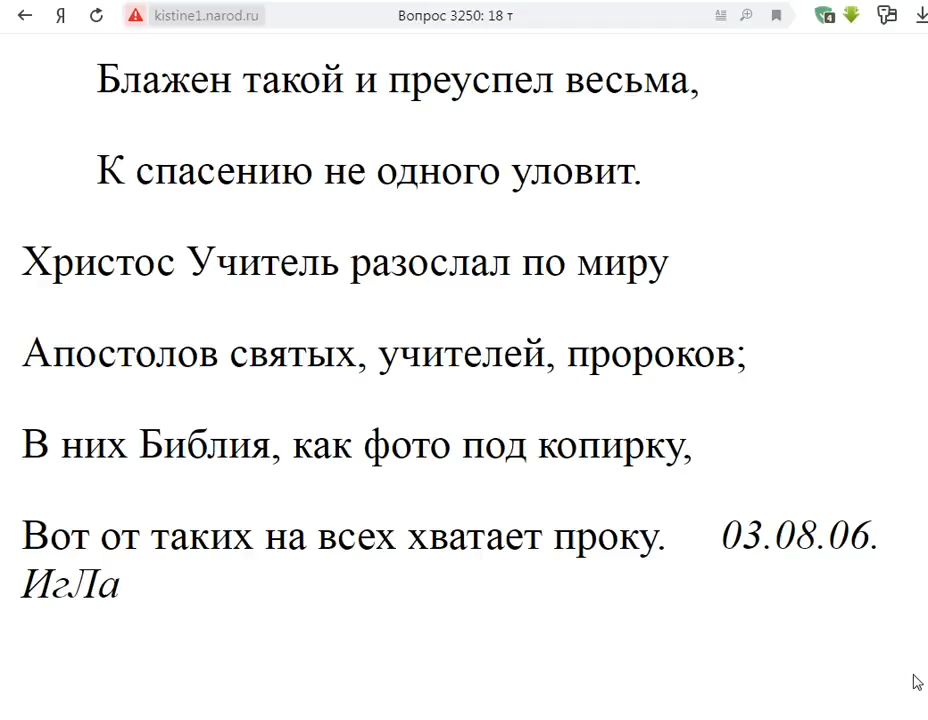 Я kistine1.narod.ru Вопрос 3250: 18 т 4
Блажен такой и преуспел весьма,
К спасению не одного уловит.
Христос Учитель разослал по миру
Апостолов святых, учителей, пророков;
В них Библия, как фото под копирку,
Вот от таких на всех хватает проку. 03.08.06.
ИгЛа